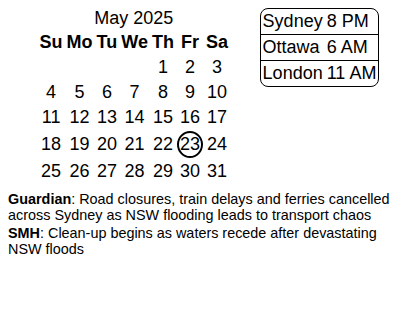 May 2025
Su Mo Tu We Th Fr Sa
1 2 3
4 5 6 7 8 9 10
11 12 13 14 15 16 17
18 19 20 21 22 23 24
25 26 27 28 29 30 31
Sydney 8 PM
Ottawa 6 AM
London 11 AM
Guardian: Road closures, train delays and ferries cancelled
across Sydney as NSW flooding leads to transport chaos
SMH: Clean-up begins as waters recede after devastating
NSW floods